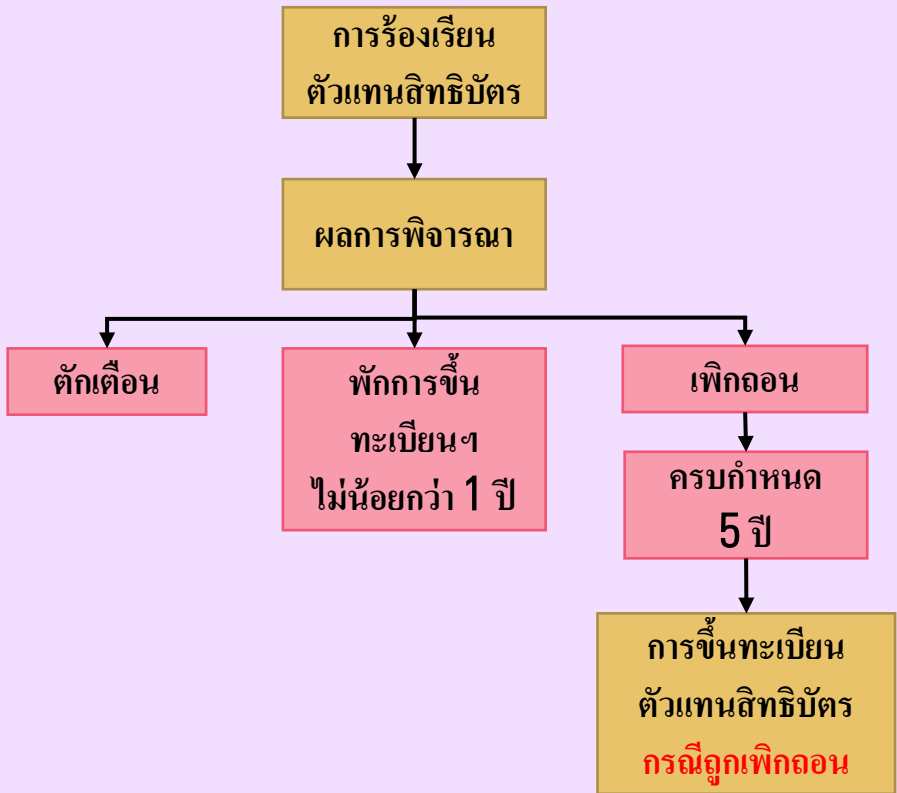 การร้องเรียน
ตัวแทนสิทธิบัตร
ผลการพิจารณา
ตักเตือน
พักการขึ้น
ทะเบียนฯ
ไม่น้อยกว่า 1 ปี
เพิกถอน
ครบกำหนด
5 ปี
การขึ้นทะเบียน
ตัวแทนสิทธิบัตร
กรณีถูกเพิกถอน